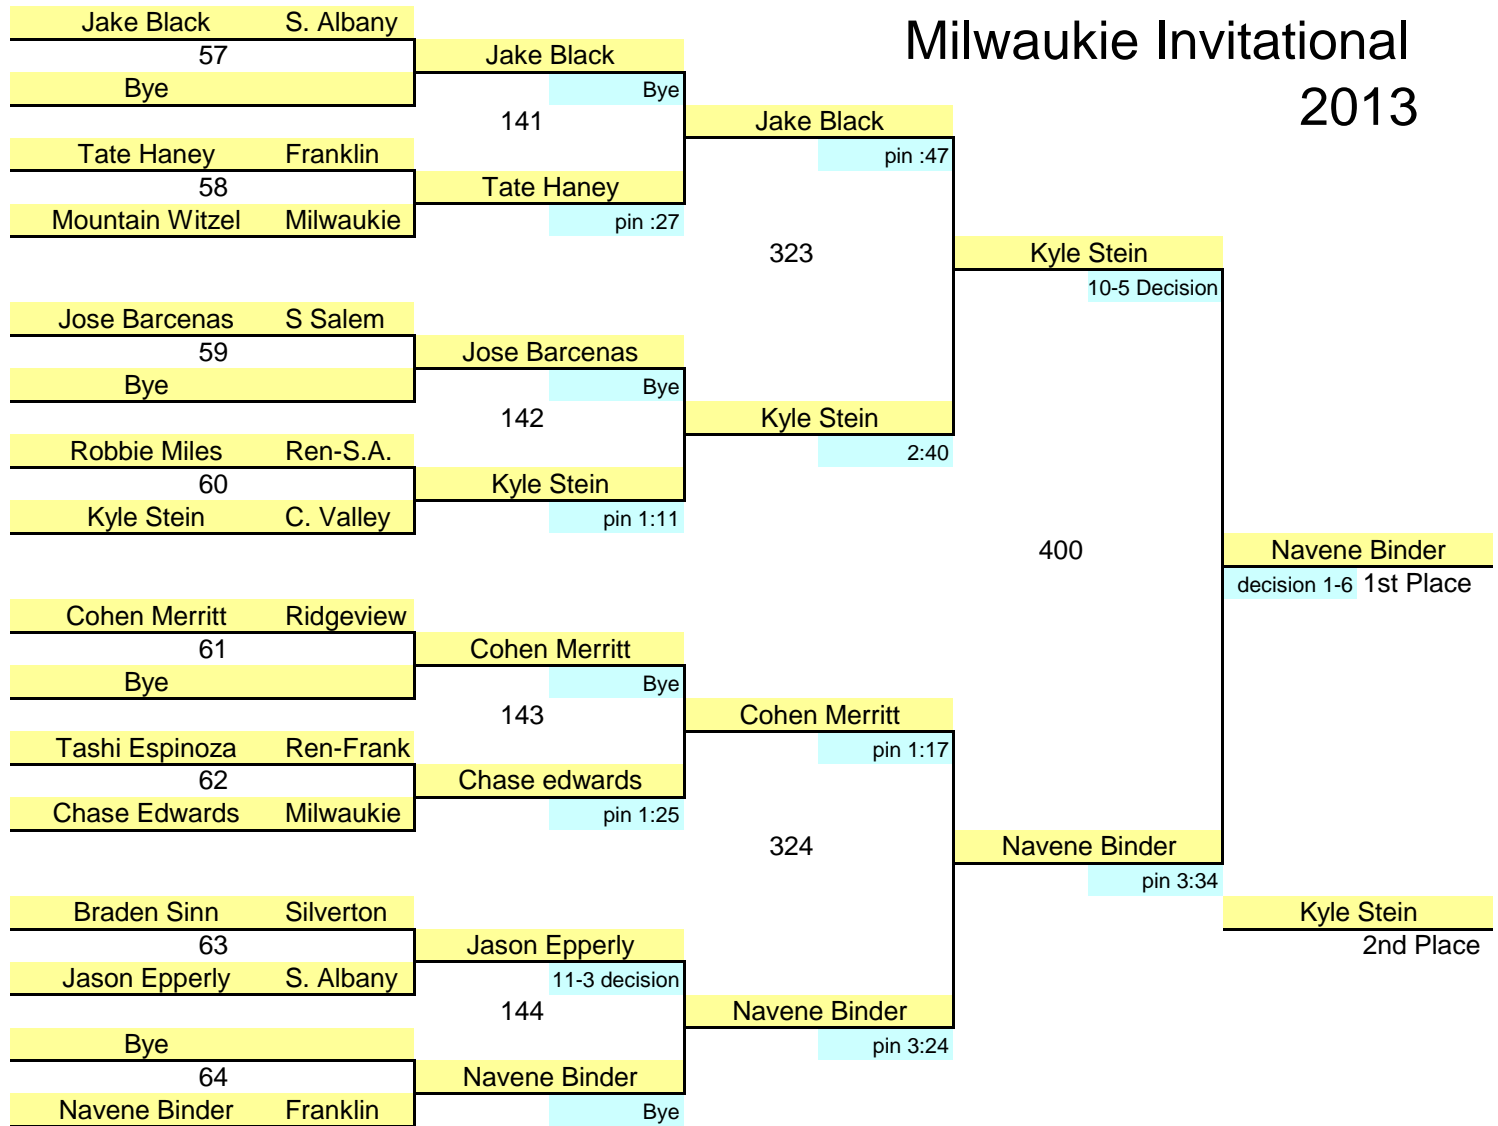 Milwaukie Invitational
2013
Jake Black S. Albany
57
Bye
Jake Black
Bye
141
Tate Haney Franklin
58
Mountain Witzel Milwaukie
Tate Haney
pin :27
Jake Black
pin :47
323
Jose Barcenas S Salem
59
Bye
Jose Barcenas
Bye
142
Robbie Miles Ren-S.A.
60
Kyle Stein C. Valley
Kyle Stein
pin 1:11
Kyle Stein
2:40
Kyle Stein
10-5 Decision
400
Cohen Merritt Ridgeview
61
Bye
Cohen Merritt
Bye
143
Tashi Espinoza Ren-Frank
62
Chase Edwards Milwaukie
Chase edwards
pin 1:25
Cohen Merritt
pin 1:17
324
Braden Sinn Silverton
63
Jason Epperly S. Albany
Jason Epperly
11-3 decision
144
Bye
64
Navene Binder Franklin
Navene Binder
Bye
Navene Binder
pin 3:24
Navene Binder
pin 3:34
Navene Binder
decision 1-6 1st Place
Kyle Stein
2nd Place